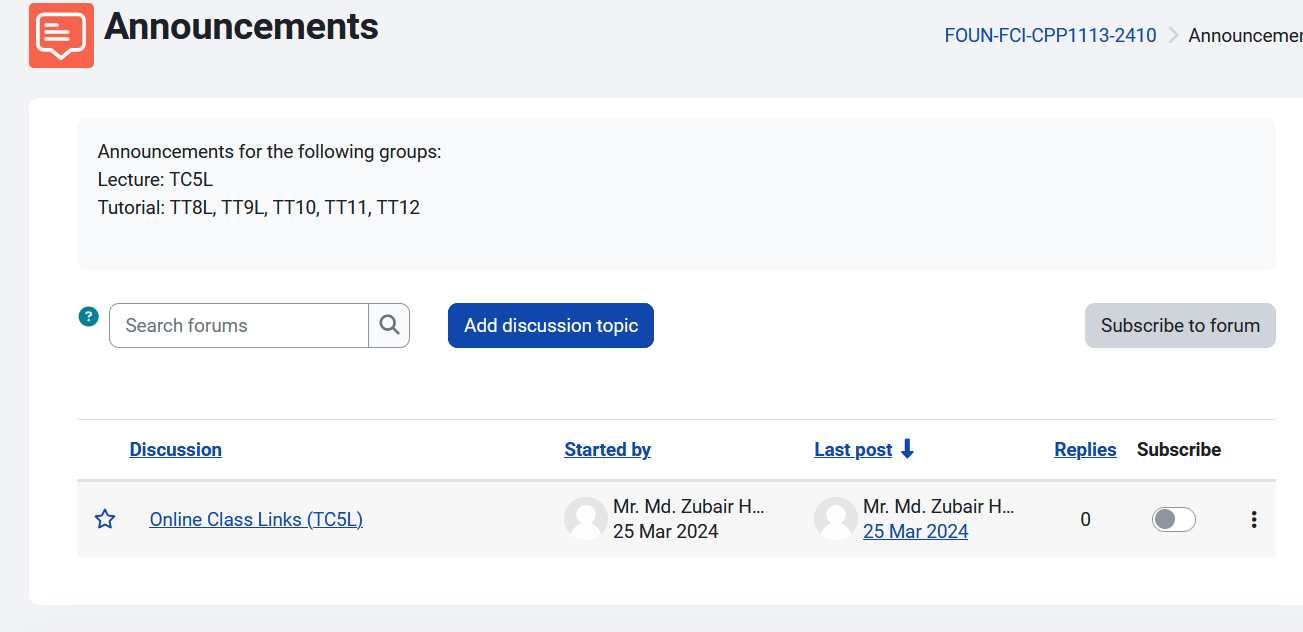 Announcements
FOUN-FCI-CPP1113-2410
Announcemen
Announcements for the following groups:
Lecture: TC5L
Tutorial: TT8L, TT9L, TT10, TT11, TT12
?
Search forums
Add discussion topic
Subscribe to forum
Discussion
Started by
Last post
Replies
Subscribe
Online Class Links (TC5L)
Mr. Md. Zubair H...
25 Mar 2024
Mr. Md. Zubair H...
25 Mar 2024
0